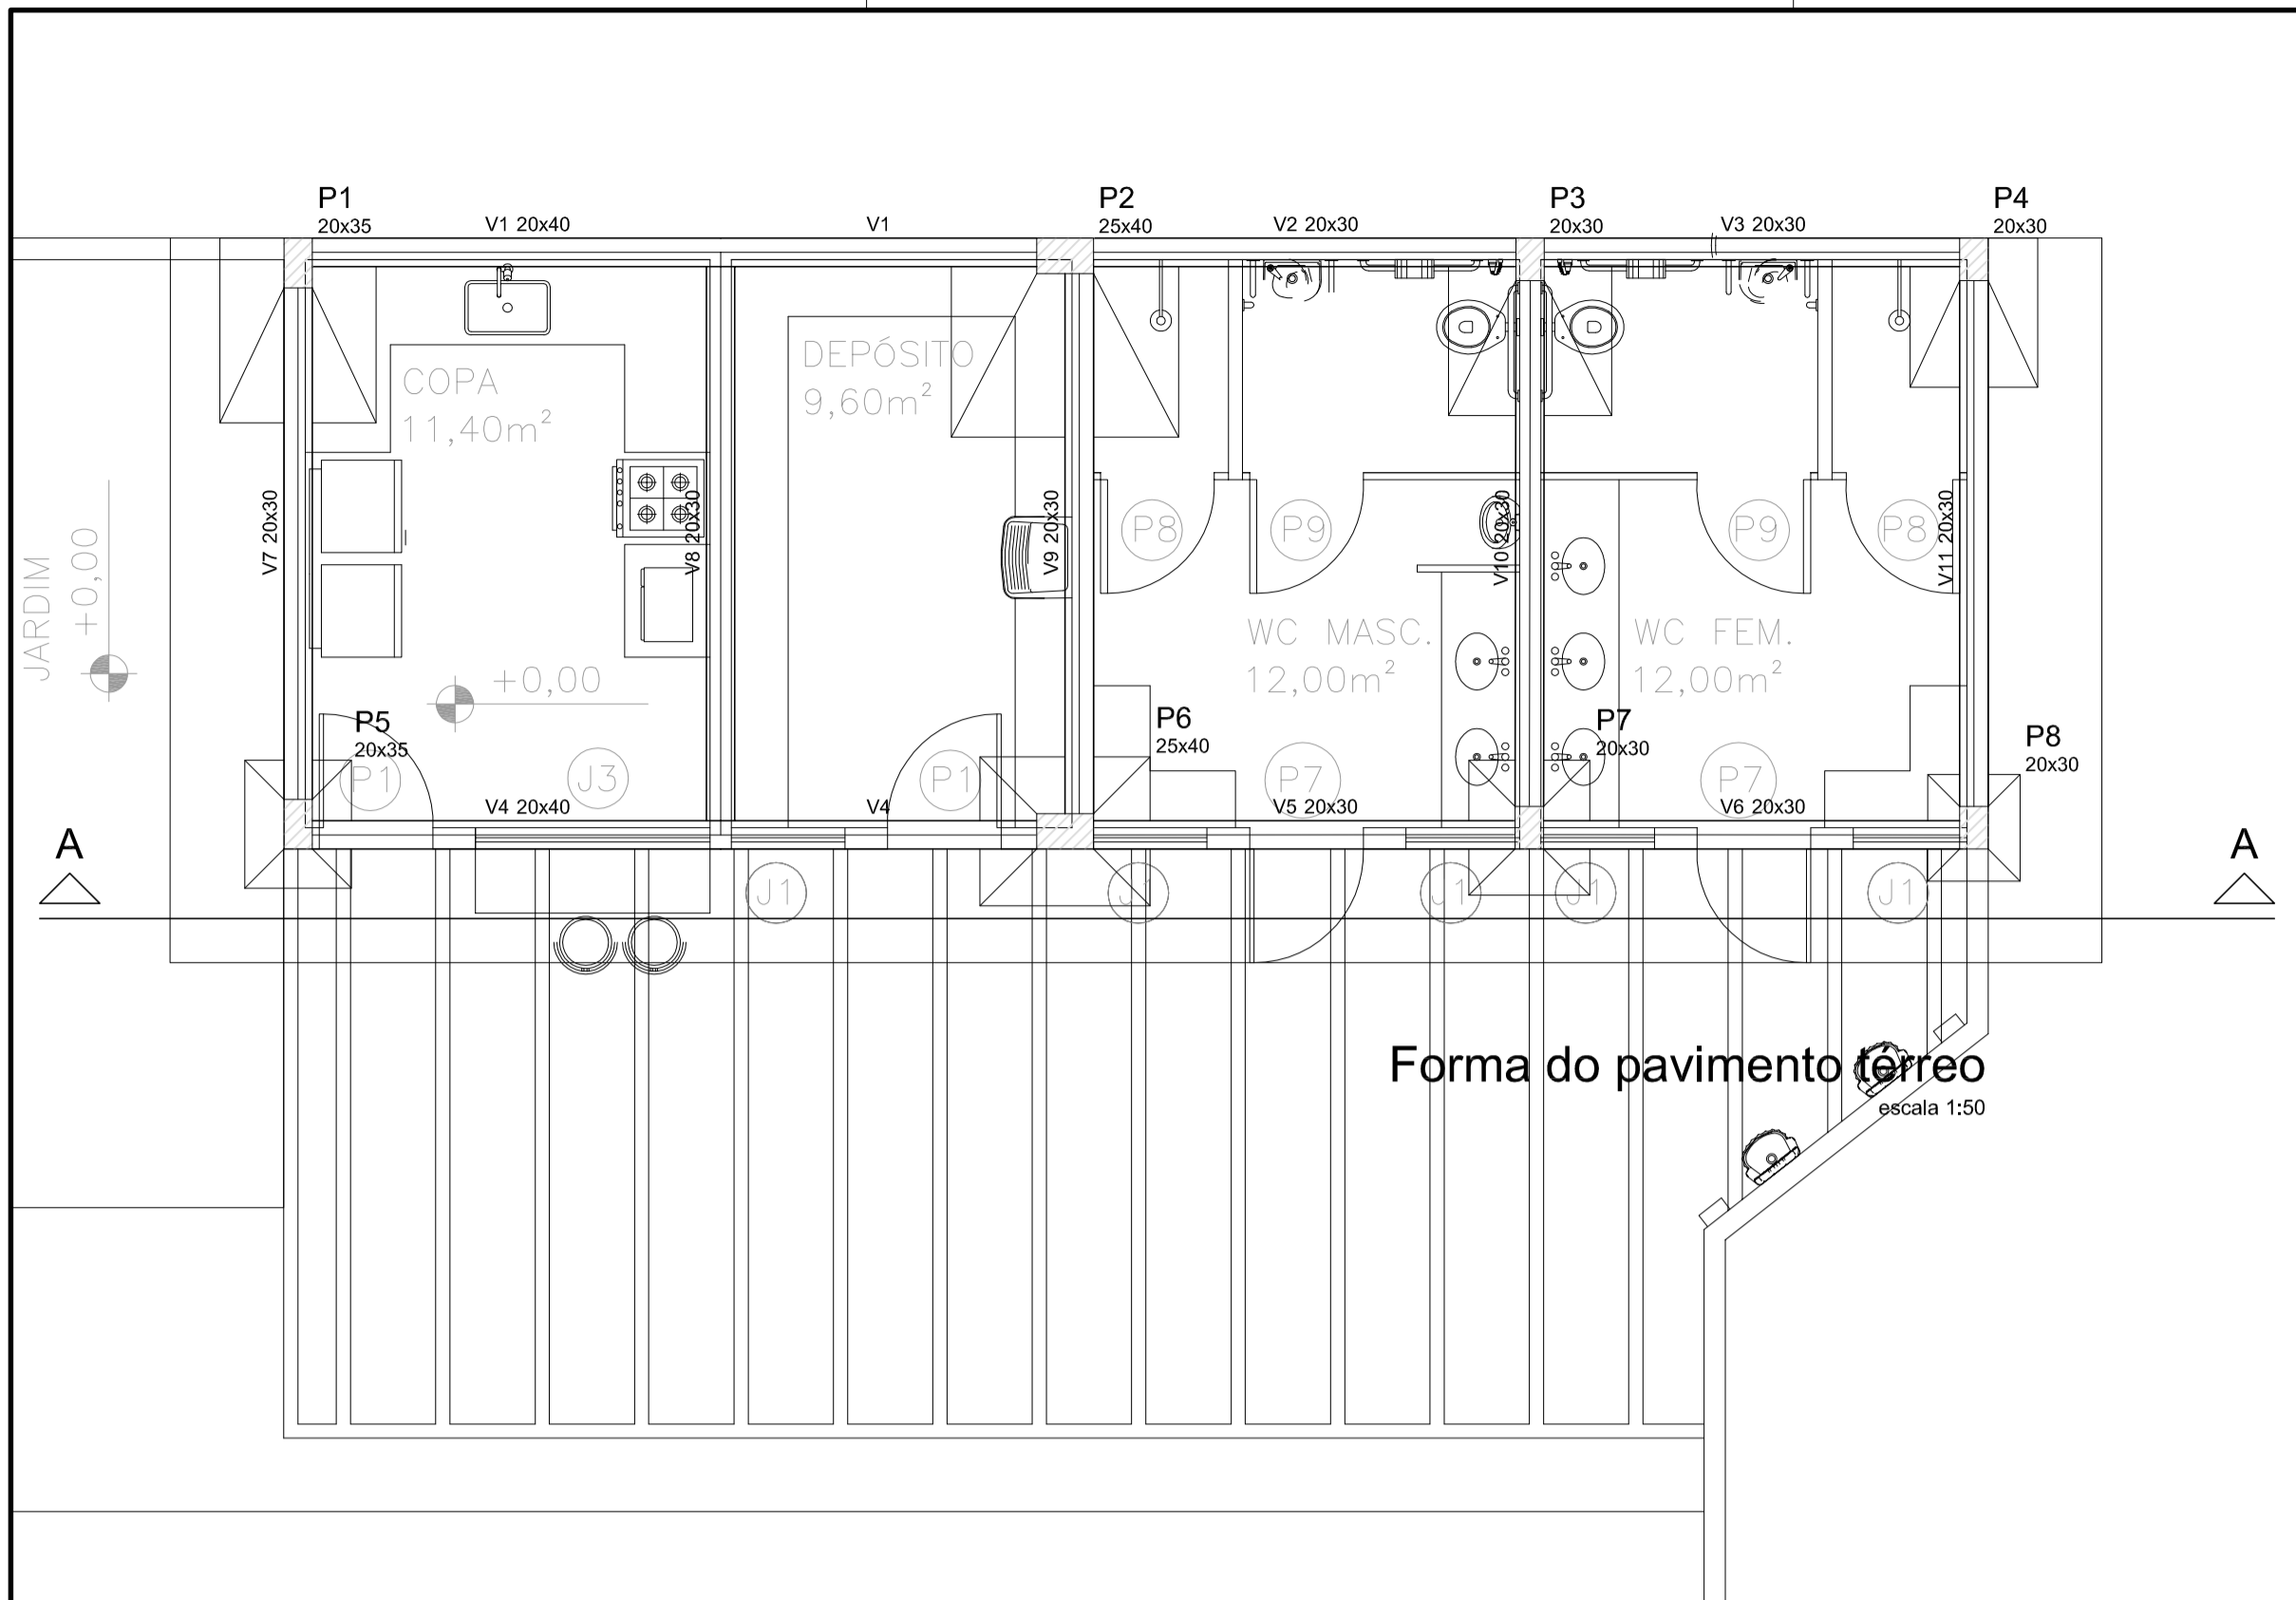 P1
20x35
V1 20x40
V1
P2
25x40
V2 20x30
P3
20x30
V3 20x30
P4
20x30
COPA
11,40m²
DEPÓSITO
9,60m²
V7 20x30
V8 20x30
V9 20x30
P8
P9
V10 20x30
P9
P8
V11 20x30
JARDIM
+0,00
+0,00
WC MASC.
12,00m²
WC FEM.
12,00m²
P5
20x35
P6
25x40
P7
20x30
P8
20x30
P1
J3
P1
P7
P7
V4 20x40
V4
V5 20x30
V6 20x30
A
A
J1
J1
J1
J1
J1
Forma do pavimento térreo
escala 1:50